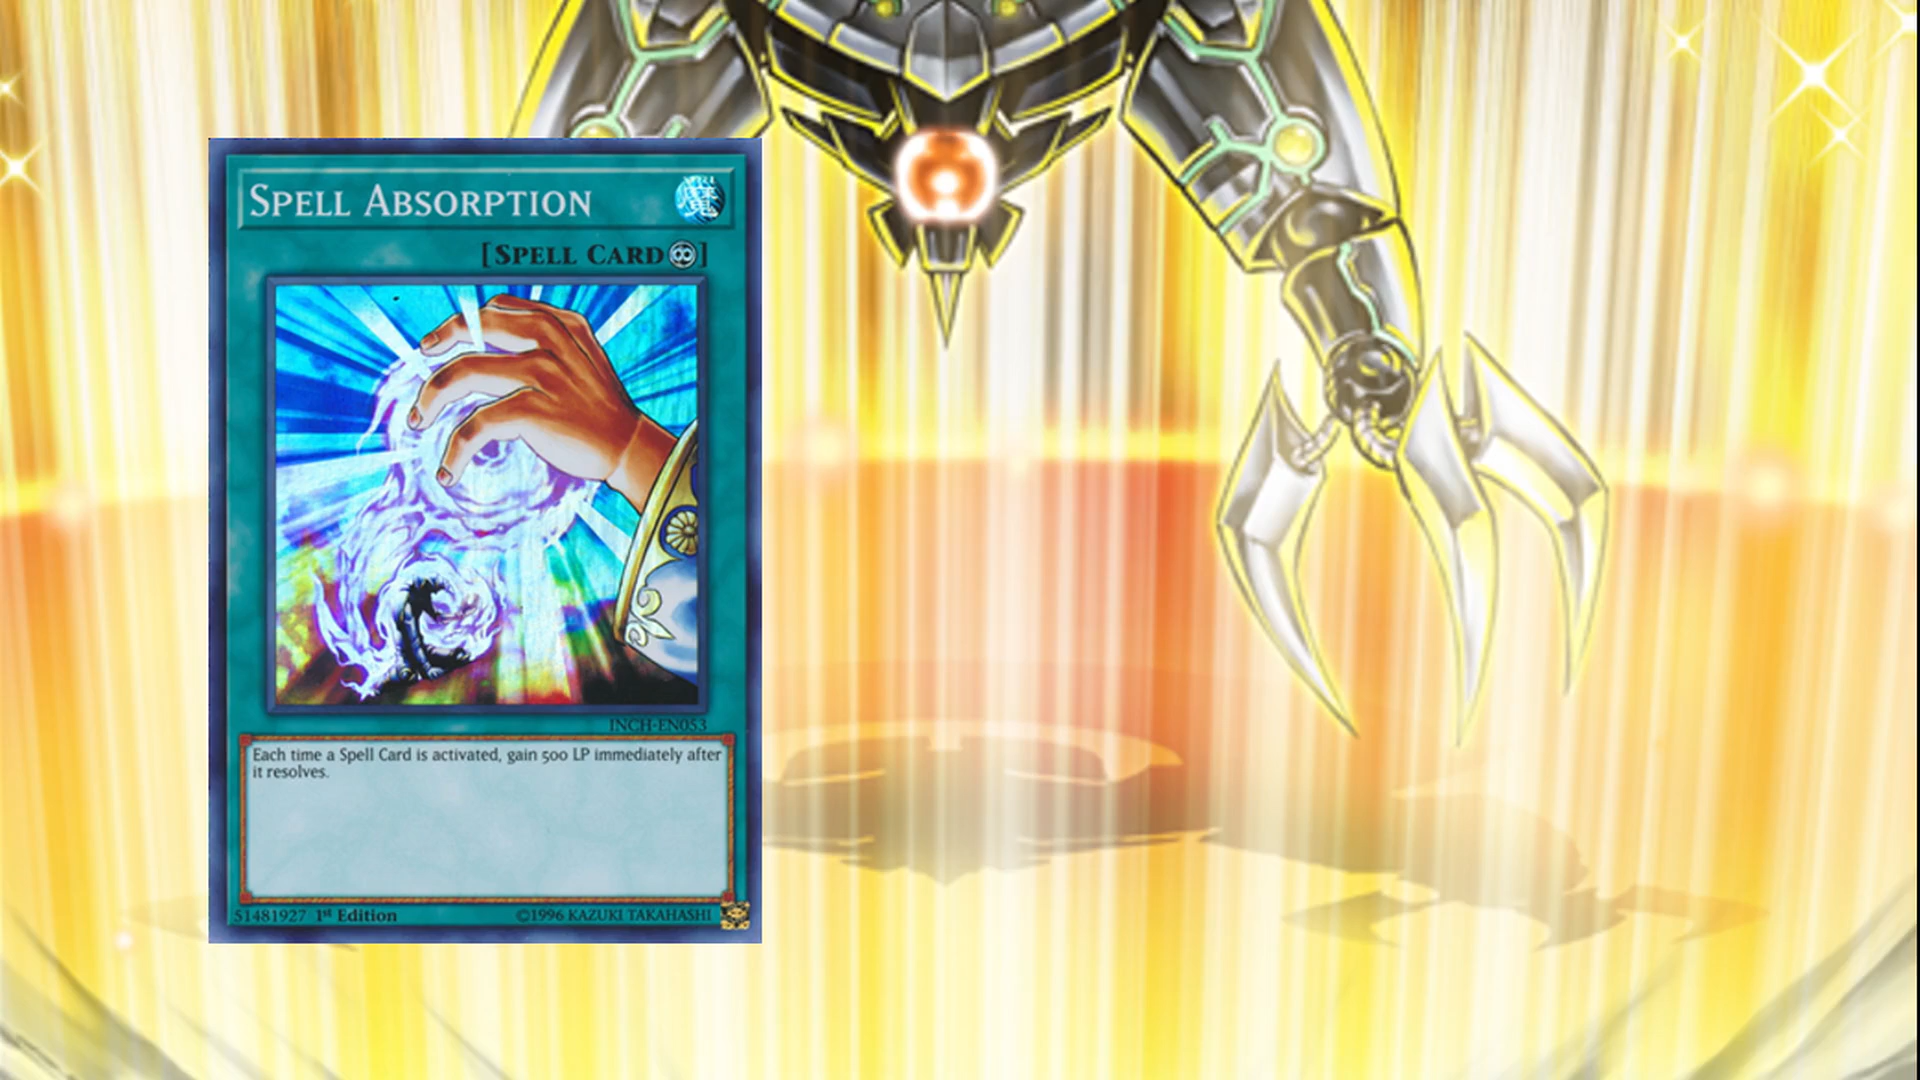 SPELL ABSORPTION
魔
[SPELL CARD]
INCH-EN053
Each time a Spell Card is activated, gain 500 LP immediately after
it resolves.
51481927 1st Edition ©1996 KAZUKI TAKAHASHI